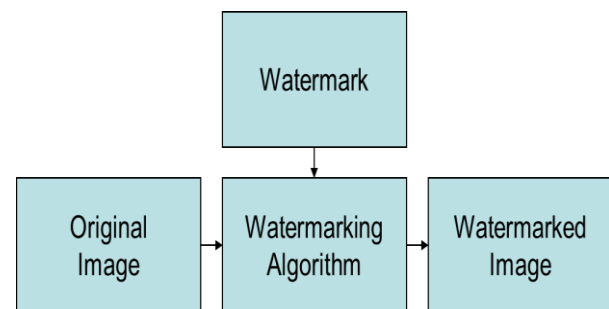 Watermark
Original
Image
Watermarking
Algorithm
Watermarked
Image